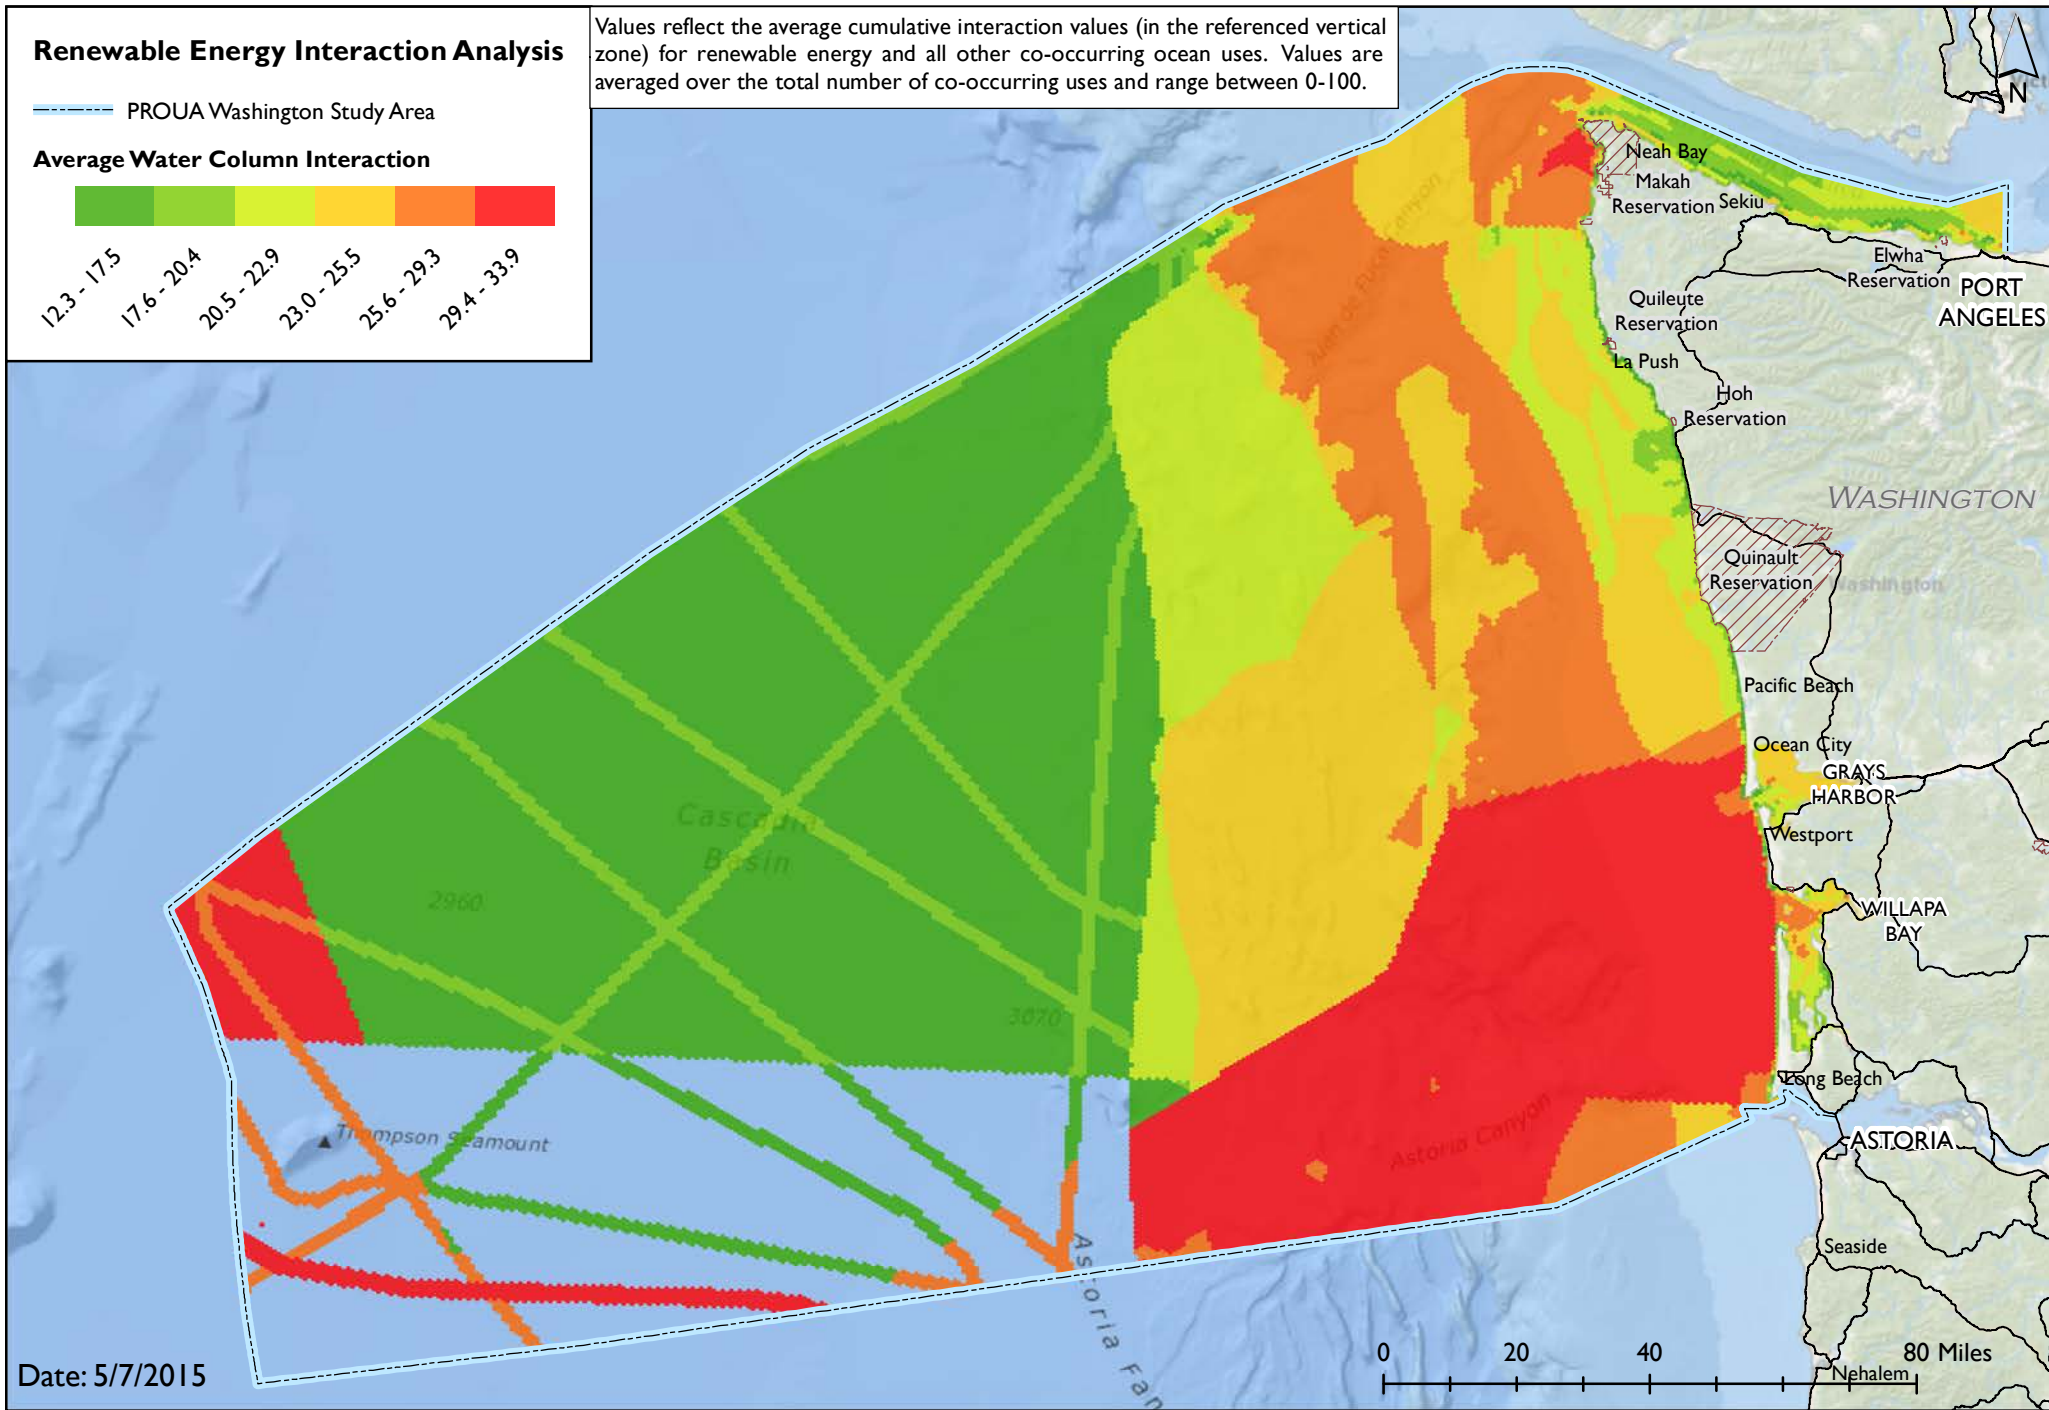 Renewable Energy Interaction Analysis
PROUA Washington Study Area
Average Water Column Interaction
12.3 - 17.5
17.6 - 20.4
20.5 - 22.9
23.0 - 25.5
25.6 - 29.3
29.4 - 33.9
Values reflect the average cumulative interaction values (in the referenced vertical
zone) for renewable energy and all other co-occurring ocean uses. Values are
averaged over the total number of co-occurring uses and range between 0-100.
N
Neah Bay
Makah
Reservation
Sekiu
Elwha
Reservation
PORT
ANGELES
Juan de Fuca Canyon
Quileute
Reservation
La Push
Hoh
Reservation
WASHINGTON
Quinault
Reservation
Washington
Pacific Beach
Ocean City
GRAYS
HARBOR
Westport
Cascadia
Basin
2960
3070
WILLAPA
BAY
Long Beach
Thompson Seamount
Astoria Canyon
ASTORIA
Astoria Fan
Seaside
Nehalem
0 20 40 80 Miles
Date: 5/7/2015